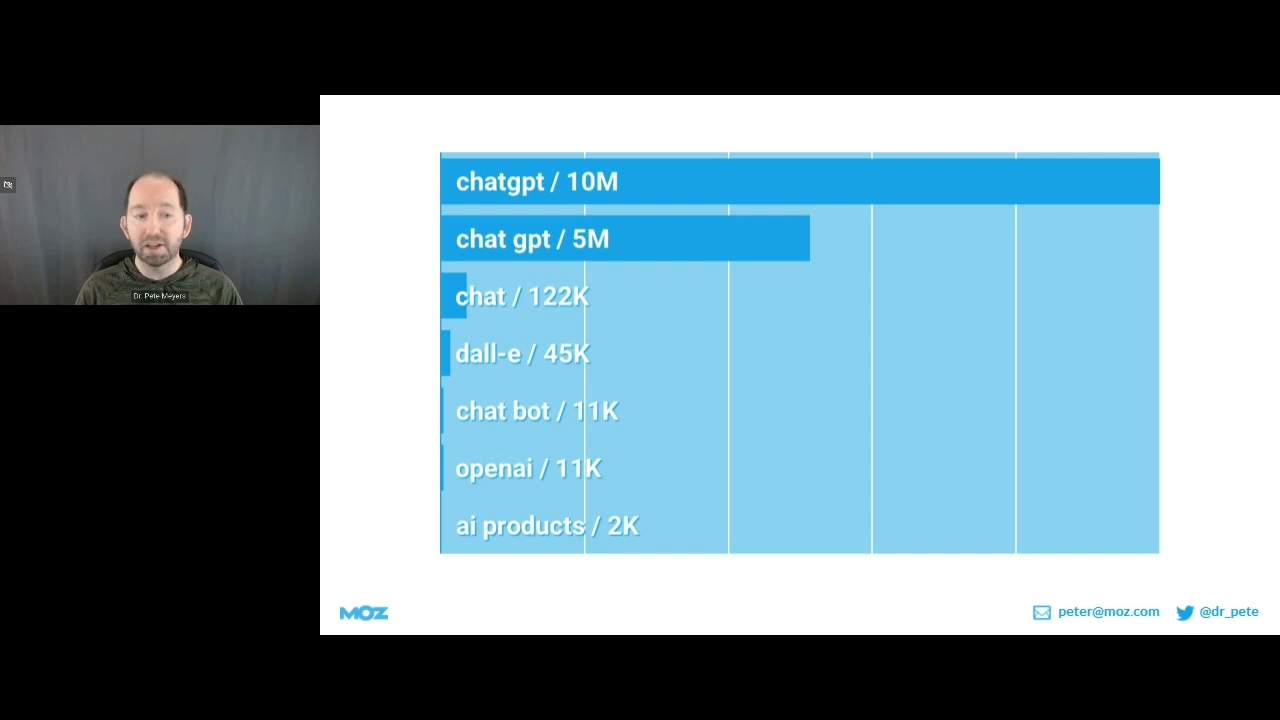 Dr. Pete Meyers
chatgpt / 10M
chat gpt / 5M
chat / 122K
dall-e / 45K
chat bot / 11K
openai / 11K
ai products / 2K
MOZ
peter@moz.com
@dr_pete